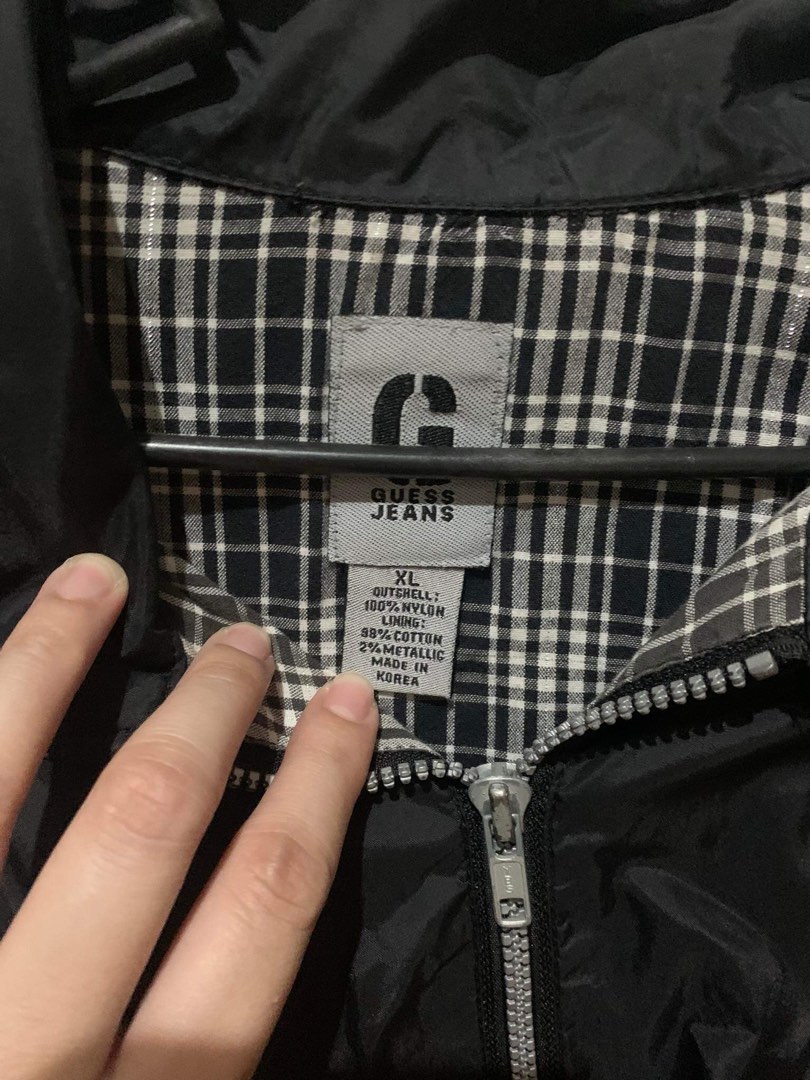 G
GUESS
JEANS
XL
OUTSHELL:
100% NYLON
LINING:
98% COTTON
2% METALLIC
MADE IN
KOREA